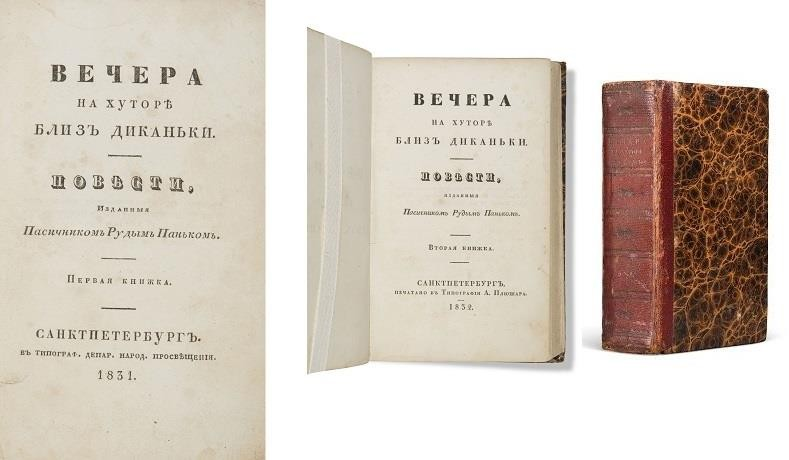 ВЕЧЕРА
НА ХУТОРѢ
БЛИЗЪ ДИКАНЬКИ.
ПОВѢСТИ,
Изданныя
Пасичникомъ Рудымъ Панькомъ.
Первая книжка.
САНКТПЕТЕРБУРГЪ.
въ типограф. депар. народ. просвѣщенія.
1831.
ВЕЧЕРА
НА ХУТОРѢ
БЛИЗЪ ДИКАНЬКИ.
ПОВѢСТИ,
изданныя
Пасичникомъ Рудымъ Панькомъ.
Вторая книжка.
САНКТПЕТЕРБУРГЪ.
печатано въ Типографіи А. Плюшара.
1832.